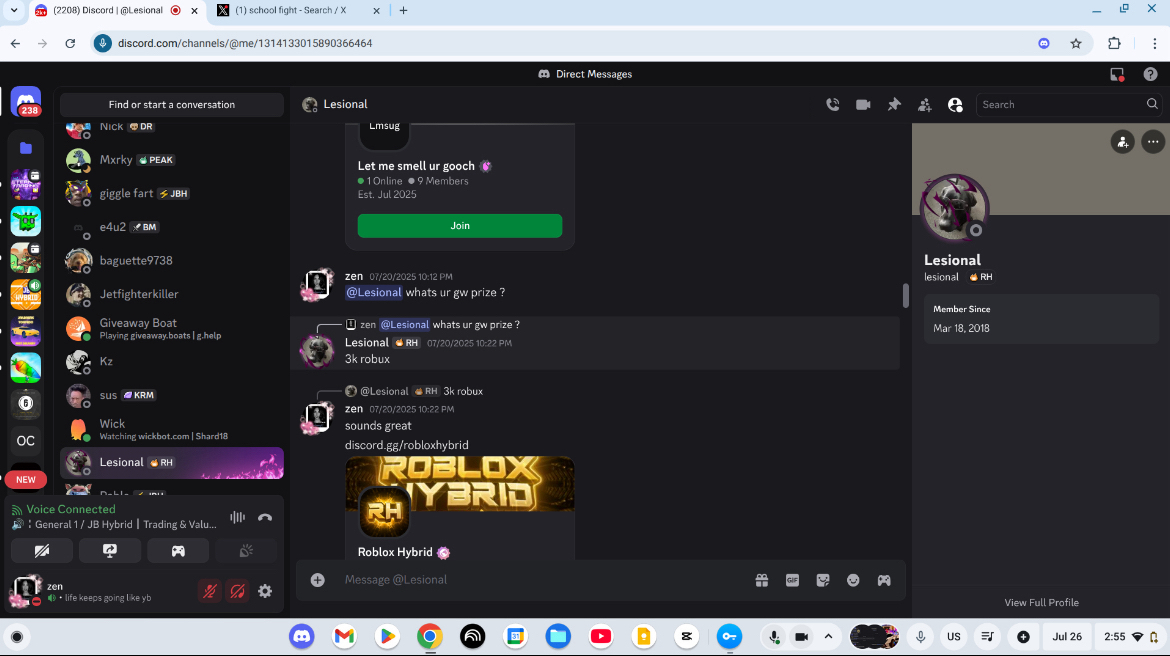 (2208) Discord | @Lesional
(1) school fight - Search / X
discord.com/channels/@me/1314133015890366464
Direct Messages
238
NEW
OC
Find or start a conversation
Nick DR
Mxrky PEAK
giggle fart JBH
e4u2 BM
baguette9738
Jetfighterkiller
Giveaway Boat
Playing giveaway.boats | g.help
Kz
sus KRM
Wick
Watching wickbot.com | Shard18
Lesional RH
Voice Connected
General 1 / JB Hybrid | Trading & Valu...
zen
life keeps going like yb
Lesional
Search
Lmsug
Let me smell ur gooch
1 Online 9 Members
Est. Jul 2025
Join
zen 07/20/2025 10:12 PM
@Lesional whats ur gw prize ?
zen @Lesional whats ur gw prize ?
Lesional RH 07/20/2025 10:22 PM
3k robux
@Lesional RH 3k robux
zen 07/20/2025 10:22 PM
sounds great
discord.gg/robloxhybrid
ROBLOX
HYBRID
RH
Roblox Hybrid
Message @Lesional
GIF
Lesional
lesional RH
Member Since
Mar 18, 2018
View Full Profile
US
Jul 26
2:55